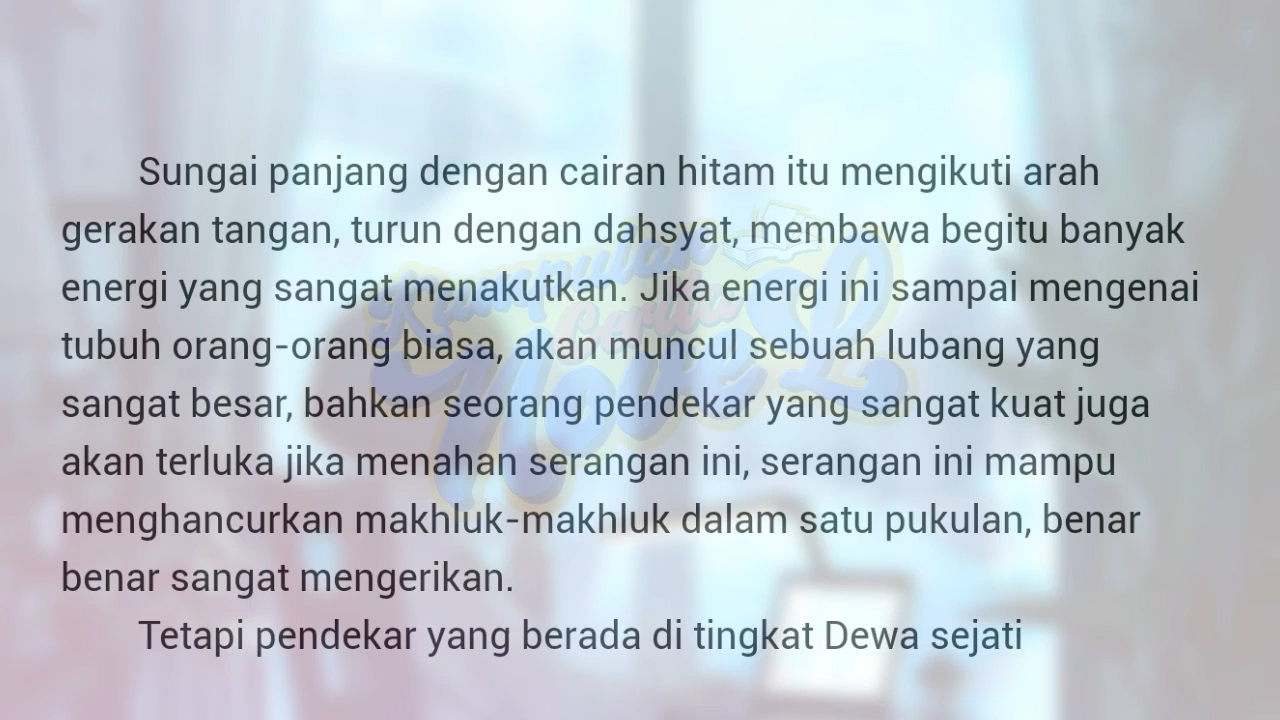 Sungai panjang dengan cairan hitam itu mengikuti arah
gerakan tangan, turun dengan dahsyat, membawa begitu banyak
energi yang sangat menakutkan. Jika energi ini sampai mengenai
tubuh orang-orang biasa, akan muncul sebuah lubang yang
sangat besar, bahkan seorang pendekar yang sangat kuat juga
akan terluka jika menahan serangan ini, serangan ini mampu
menghancurkan makhluk-makhluk dalam satu pukulan, benar
benar sangat mengerikan.
Tetapi pendekar yang berada di tingkat Dewa sejati
Kumpulan
Cerita
NoveL